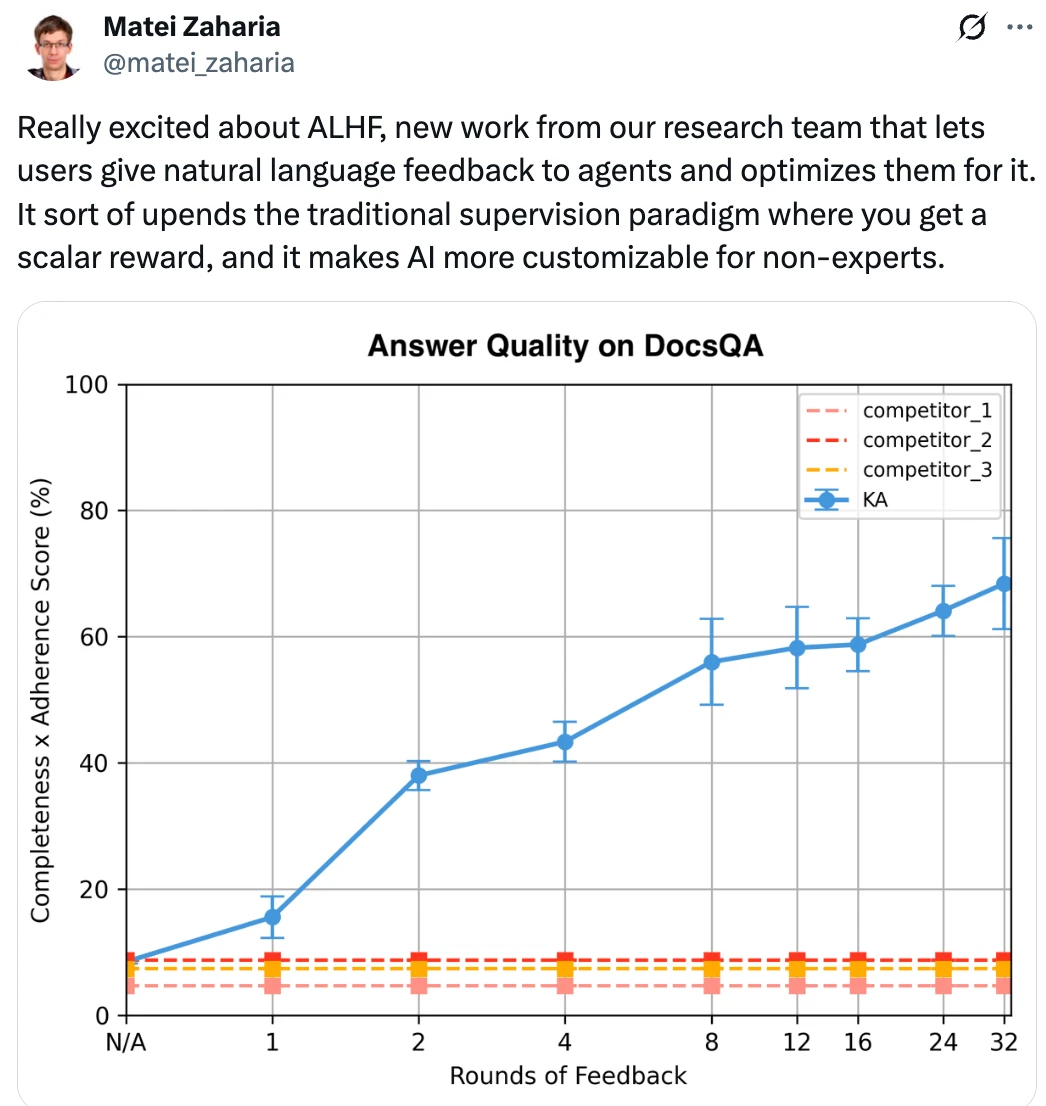 Matei Zaharia
@matei_zaharia
Really excited about ALHF, new work from our research team that lets
users give natural language feedback to agents and optimizes them for it.
It sort of upends the traditional supervision paradigm where you get a
scalar reward, and it makes AI more customizable for non-experts.
Answer Quality on DocsQA
Completeness x Adherence Score (%)
100
80
60
40
20
0
competitor_1
competitor_2
competitor_3
KA
N/A 1 2 4 8 12 16 24 32
Rounds of Feedback